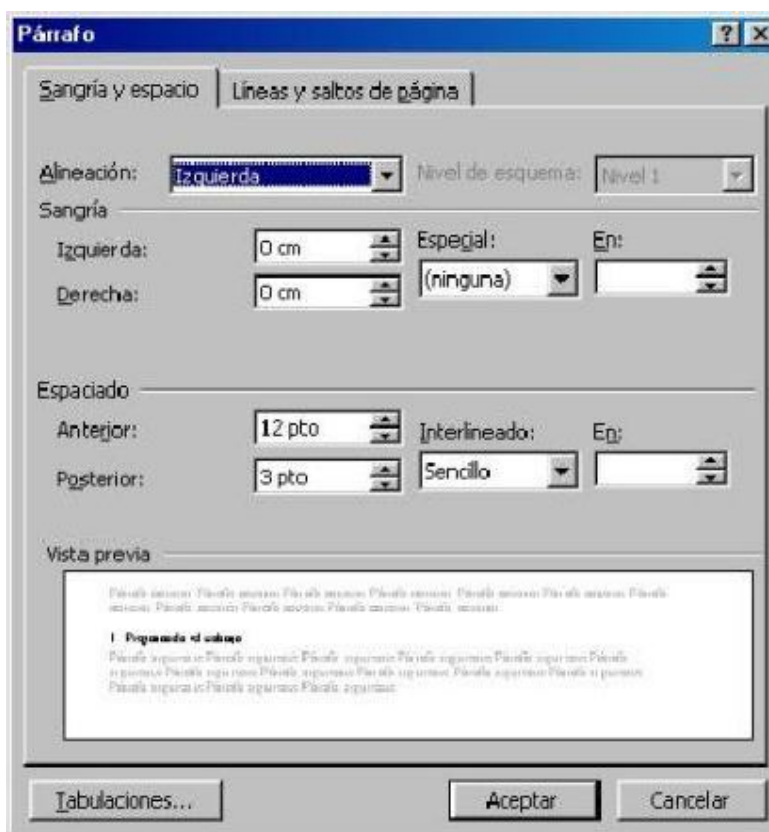 Párrafo
Sangría y espacio Líneas y saltos de página
Alineación: Izquierda Nivel de esquema: Nivel 1
Sangría
Izquierda: 0 cm Especial: En:
Derecha: 0 cm (ninguna)
Espaciado
Anterior: 12 pto Interlineado: En:
Posterior: 3 pto Sencillo
Vista previa
Tabulaciones... Aceptar Cancelar